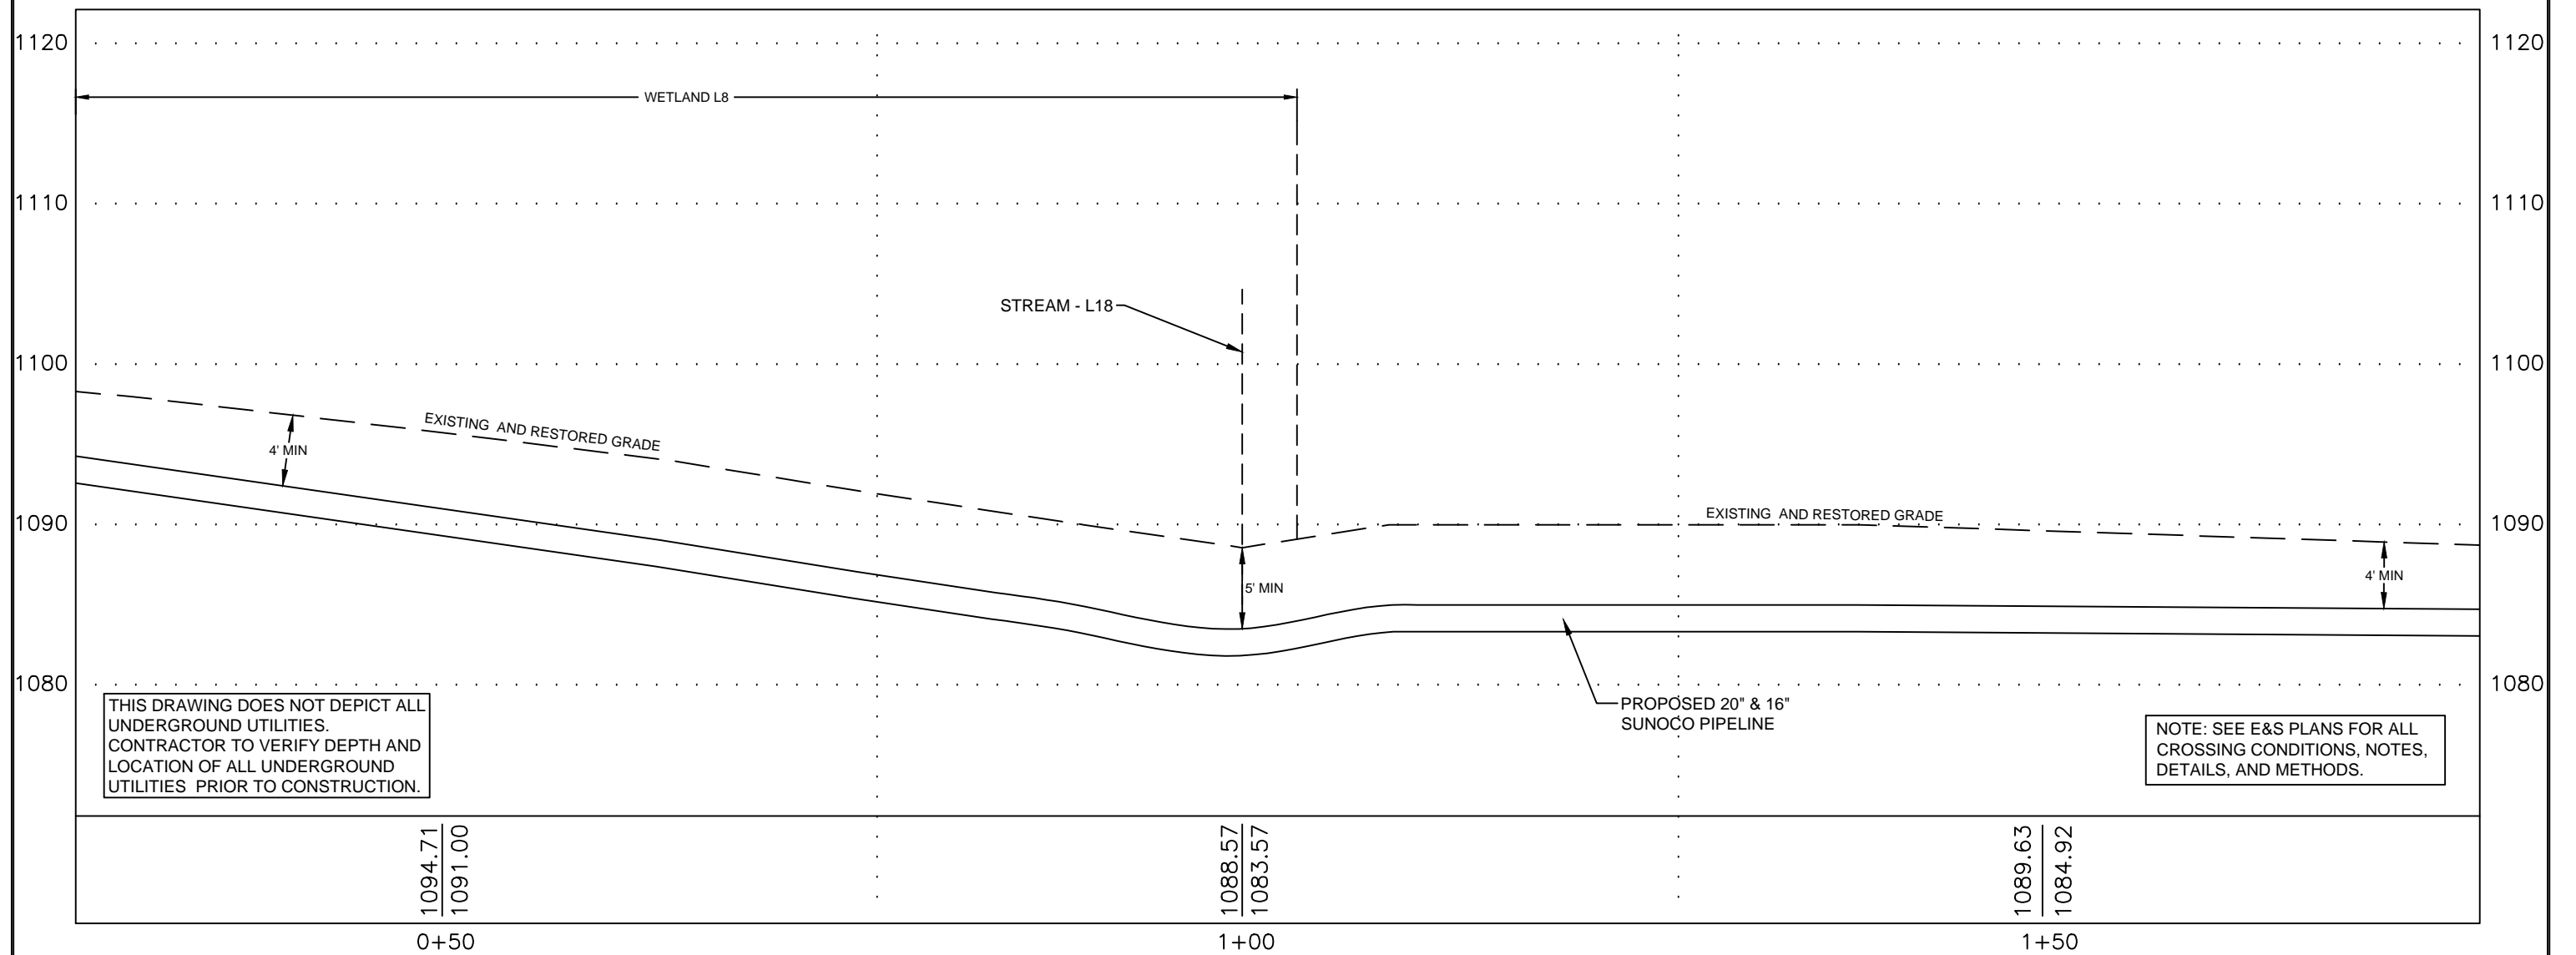 1120 1120
WETLAND L8
1110 1110
STREAM - L18
1100 1100
EXISTING AND RESTORED GRADE
4' MIN
EXISTING AND RESTORED GRADE
1090 1090
4' MIN
5' MIN
1080 1080
PROPOSED 20" & 16"
SUNOCO PIPELINE
THIS DRAWING DOES NOT DEPICT ALL
UNDERGROUND UTILITIES.
CONTRACTOR TO VERIFY DEPTH AND
LOCATION OF ALL UNDERGROUND
UTILITIES PRIOR TO CONSTRUCTION.
NOTE: SEE E&S PLANS FOR ALL
CROSSING CONDITIONS, NOTES,
DETAILS, AND METHODS.
1094.71
1091.00
1088.57
1083.57
1089.63
1084.92
0+50 1+00 1+50